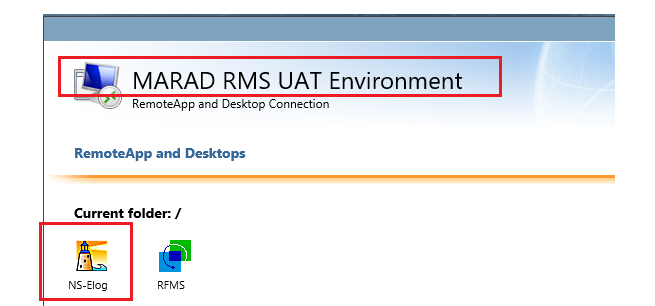 MARAD RMS UAT Environment
RemoteApp and Desktop Connection
RemoteApp and Desktops
Current folder: /
NS-Elog RFMS